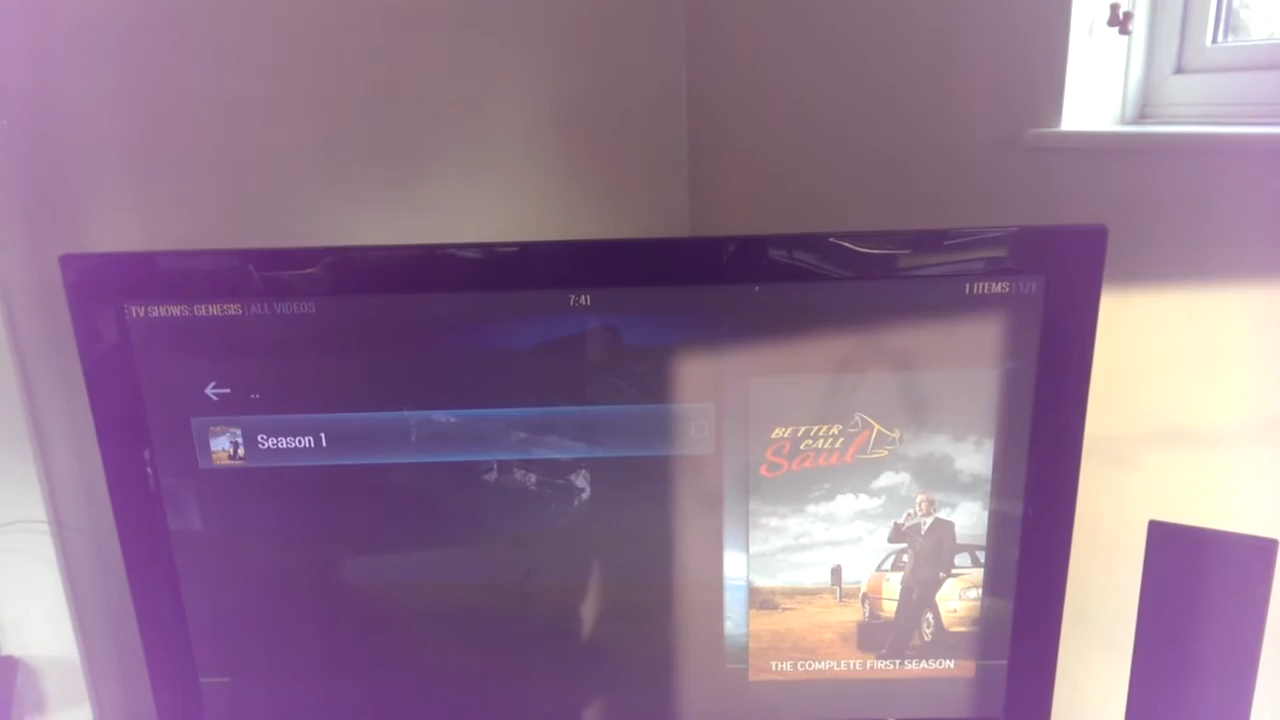 TV SHOWS: GENESIS | ALL VIDEOS
7:41
1 ITEMS | 1/1
..
Season 1
BETTER
CALL
Saul
THE COMPLETE FIRST SEASON